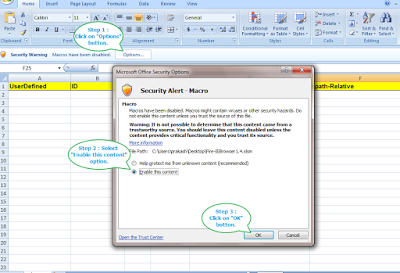 Home Insert Page Layout Formulas Data Review View Developer
Calibri 11
General
Conditional Formatting
Format as Table
Cell Styles
Insert
Delete
Format
Sort & Filter
Find & Select
Clipboard Font Styles Cells Editing
Step 1 :
Click on "Options"
button.
Security Warning Macros have been disabled. Options...
F25
A B F
1 UserDefined ID path-Relative
Microsoft Office Security Options
Security Alert - Macro
Macro
Macros have been disabled. Macros might contain viruses or other security hazards. Do
not enable this content unless you trust the source of this file.
Warning: It is not possible to determine that this content came from a
trustworthy source. You should leave this content disabled unless the
content provides critical functionality and you trust its source.
More information
File Path: C:\Users\prakash\Desktop\Fire-IEBrowser1.4.xlsm
Step 2 : Select
"Enable this content"
option.
Help protect me from unknown content (recommended)
Enable this content
Step 3 :
Click on "OK"
button.
Open the Trust Center
OK Cancel